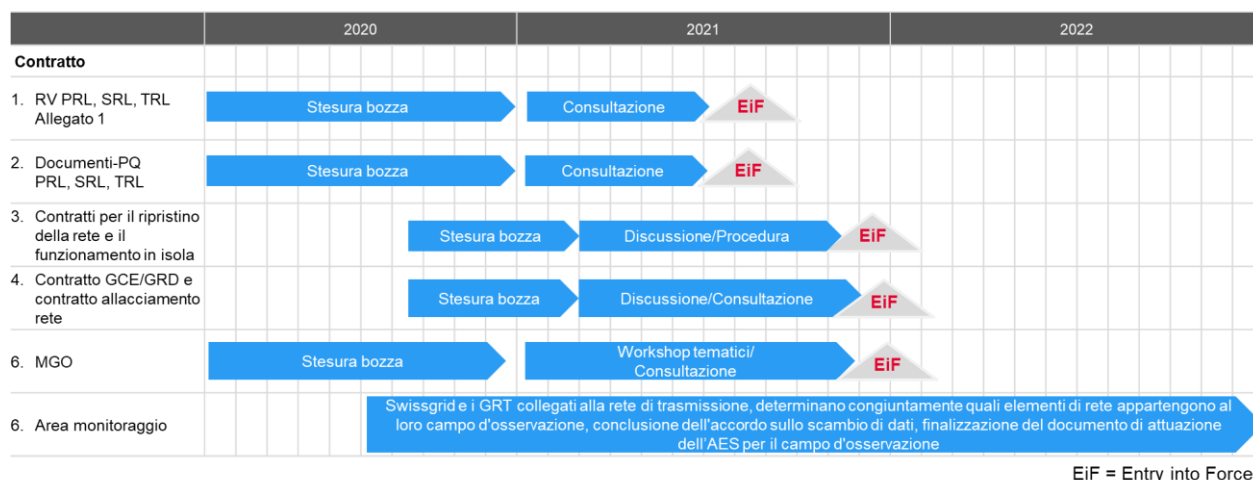 2020 2021 2022
Contratto
1. RV PRL, SRL, TRL
Allegato 1
Stesura bozza Consultazione EiF
2. Documenti-PQ
PRL, SRL, TRL
Stesura bozza Consultazione EiF
3. Contratti per il ripristino
della rete e il
funzionamento in isola
Stesura bozza Discussione/Procedura EiF
4. Contratto GCE/GRD e
contratto allacciamento
rete
Stesura bozza Discussione/Consultazione EiF
6. MGO
Stesura bozza
Workshop tematici/
Consultazione
EiF
6. Area monitoraggio
Swissgrid e i GRT collegati alla rete di trasmissione, determinano congiuntamente quali elementi di rete appartengono al
loro campo d'osservazione, conclusione dell'accordo sullo scambio di dati, finalizzazione del documento di attuazione
dell'AES per il campo d'osservazione
EiF = Entry into Force